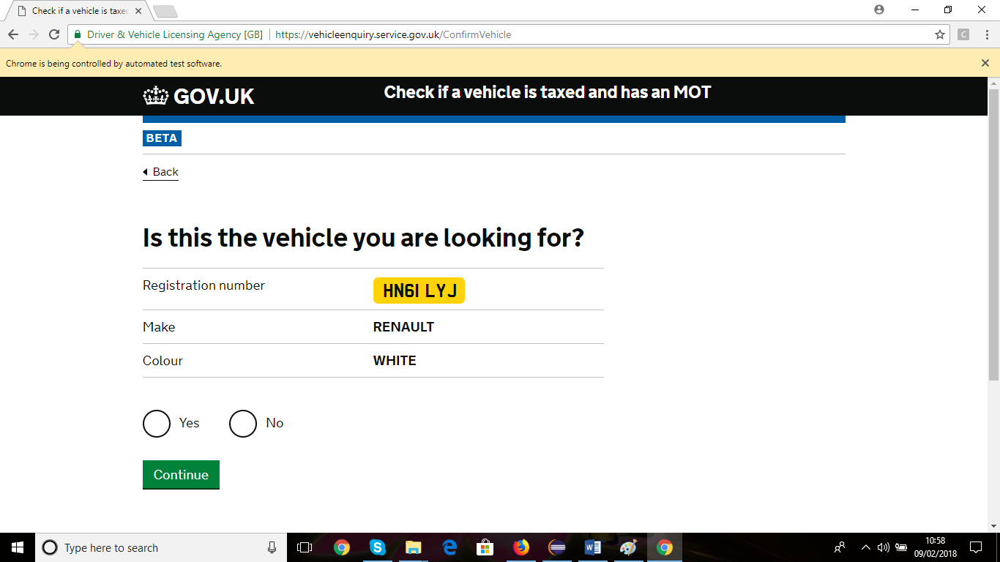 Check if a vehicle is taxed
Driver & Vehicle Licensing Agency [GB] https://vehicleenquiry.service.gov.uk/ConfirmVehicle
C
Chrome is being controlled by automated test software.
GOV.UK
Check if a vehicle is taxed and has an MOT
BETA
Back
Is this the vehicle you are looking for?
Registration number HN61 LYJ
Make RENAULT
Colour WHITE
Yes No
Continue
Type here to search
10:58
09/02/2018